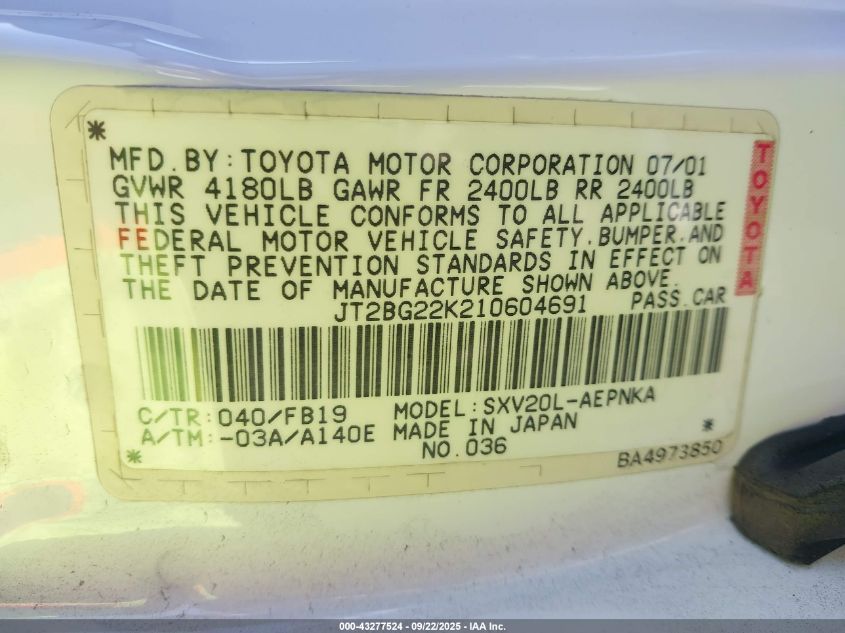 MFD.BY:TOYOTA MOTOR CORPORATION 07/01
GVWR 4180LB GAWR FR 2400LB RR 2400LB
THIS VEHICLE CONFORMS TO ALL APPLICABLE
FEDERAL MOTOR VEHICLE SAFETY,BUMPER,AND
THEFT PREVENTION STANDARDS IN EFFECT ON
THE DATE OF MANUFACTURE SHOWN ABOVE.
JT2BG22K210604691 PASS.CAR
TOYOTA
C/TR:040/FB19 MODEL:SXV20L-AEPNKA
A/TM:-03A/A140E MADE IN JAPAN
NO.036
BA4973850
000-43277524 - 09/22/2025 - IAA Inc.